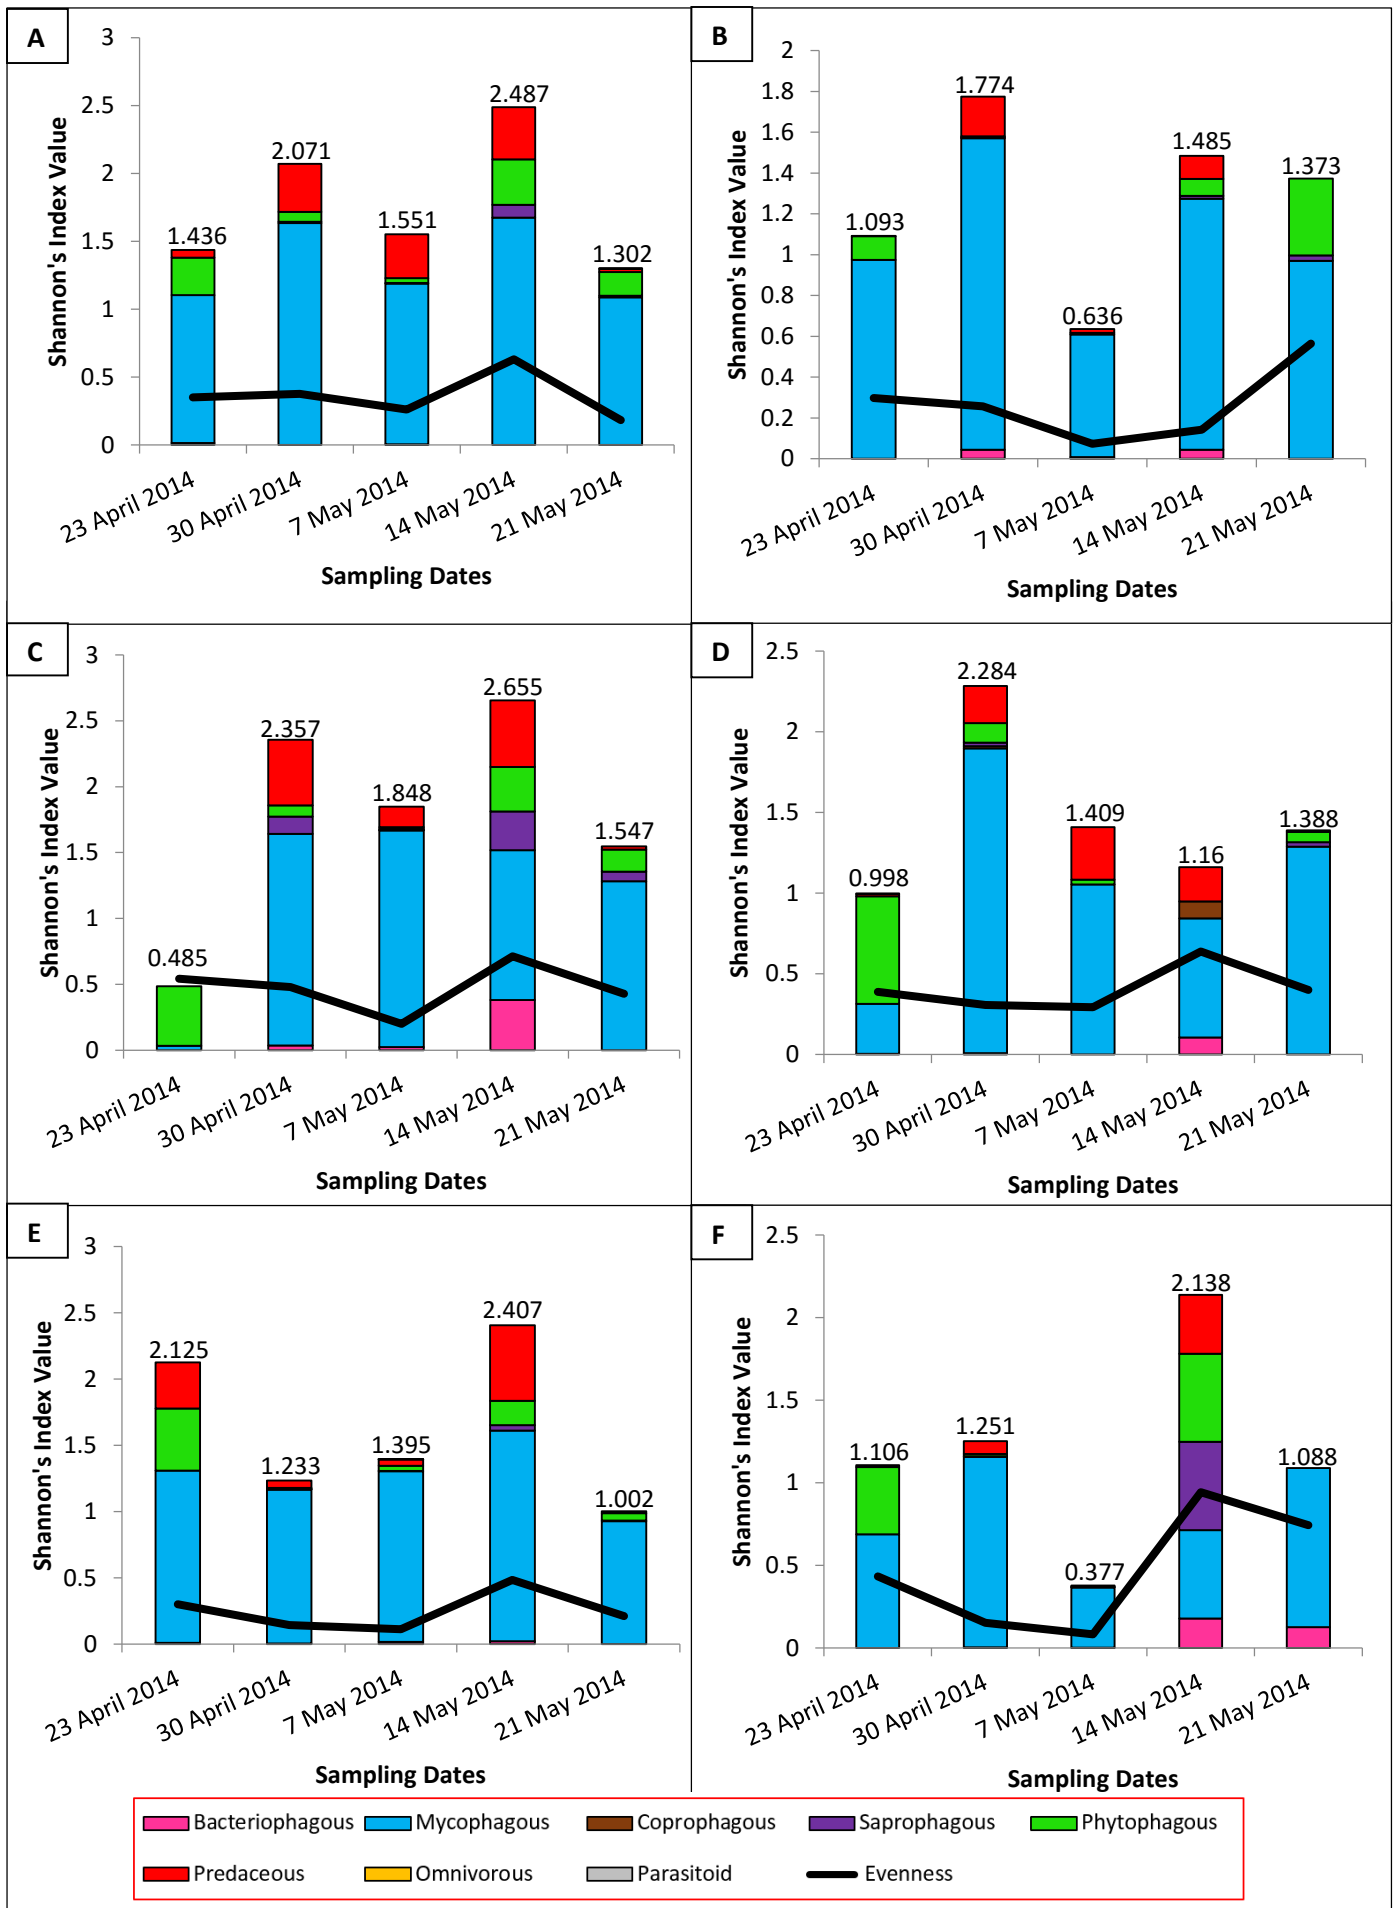 A
Shannon's Index Value
3
2.5
2
1.5
1
0.5
0
1.436
2.071
1.551
2.487
1.302
23 April 2014
30 April 2014
7 May 2014
14 May 2014
21 May 2014
Sampling Dates
B
Shannon's Index Value
2
1.8
1.6
1.4
1.2
1
0.8
0.6
0.4
0.2
0
1.093
1.774
0.636
1.485
1.373
23 April 2014
30 April 2014
7 May 2014
14 May 2014
21 May 2014
Sampling Dates
C
Shannon's Index Value
3
2.5
2
1.5
1
0.5
0
0.485
2.357
1.848
2.655
1.547
23 April 2014
30 April 2014
7 May 2014
14 May 2014
21 May 2014
Sampling Dates
D
Shannon's Index Value
2.5
2
1.5
1
0.5
0
0.998
2.284
1.409
1.16
1.388
23 April 2014
30 April 2014
7 May 2014
14 May 2014
21 May 2014
Sampling Dates
E
Shannon's Index Value
3
2.5
2
1.5
1
0.5
0
2.125
1.233
1.395
2.407
1.002
23 April 2014
30 April 2014
7 May 2014
14 May 2014
21 May 2014
Sampling Dates
F
Shannon's Index Value
2.5
2
1.5
1
0.5
0
1.106
1.251
0.377
2.138
1.088
23 April 2014
30 April 2014
7 May 2014
14 May 2014
21 May 2014
Sampling Dates
Bacteriophagous Mycophagous Coprophagous Saprophagous Phytophagous
Predaceous Omnivorous Parasitoid Evenness